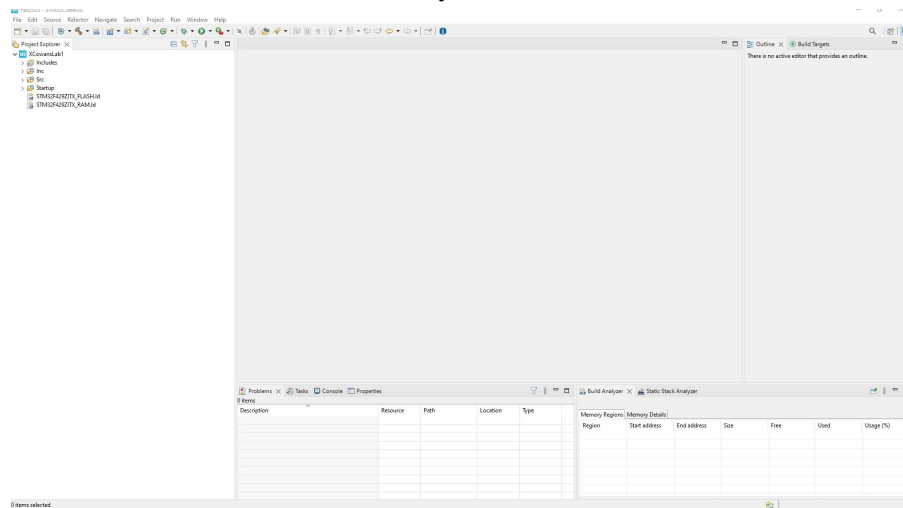 File Edit Source Refactor Navigate Search Project Run Window Help
Project Explorer
XCowansLab1
Includes
Inc
Src
Startup
STM32F429ZITX_FLASH.ld
STM32F429ZITX_RAM.ld
Outline
Build Targets
There is no active editor that provides an outline.
Problems Tasks Console Properties
0 items
Description Resource Path Location Type
Build Analyzer Static Stack Analyzer
Memory Regions Memory Details
Region Start address End address Size Free Used Usage (%)
0 items selected